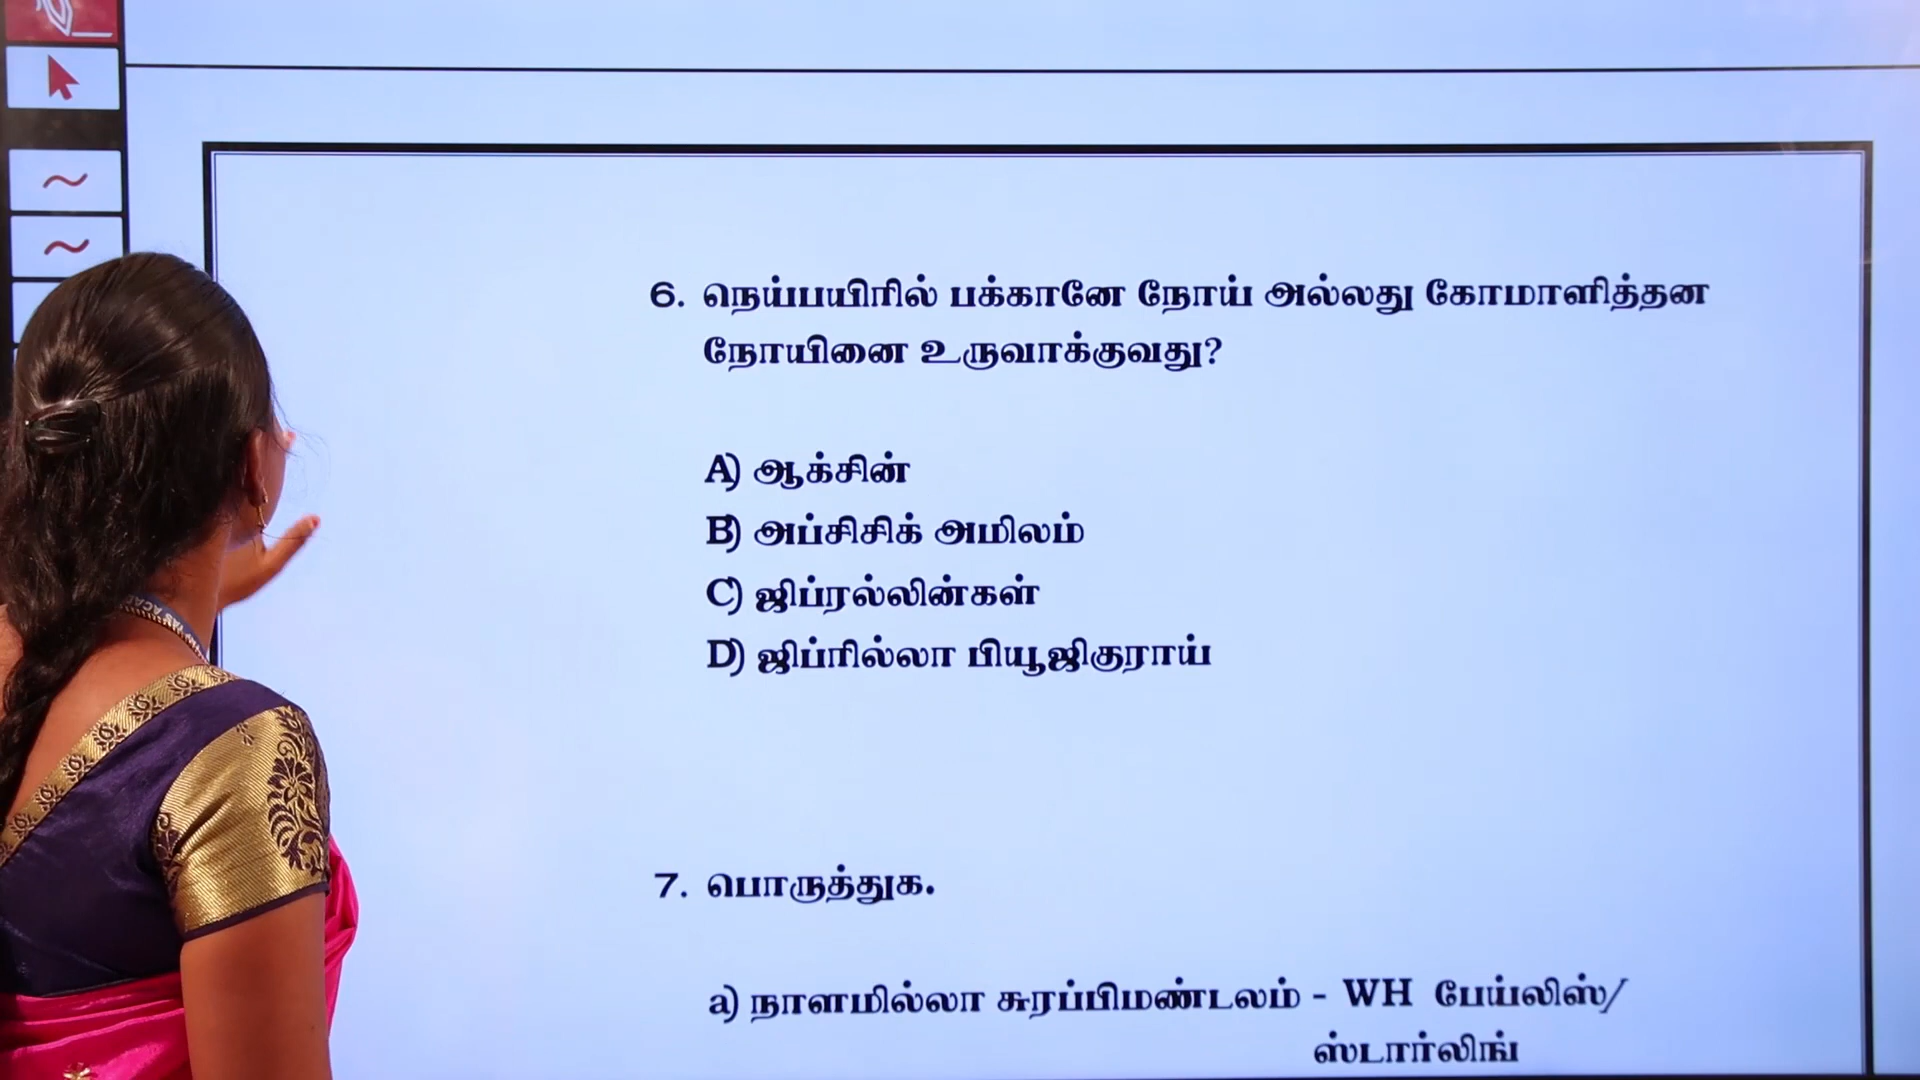 6. நெய்பயிரில் பக்கானே நோய் அல்லது கோமாளித்தன
நோயினை உருவாக்குவது?
A) ஆக்சின்
B) அப்சிசிக் அமிலம்
C) ஜிப்ரல்லின்கள்
D) ஜிப்ரில்லா பியூஜிகுராய்
7. பொருத்துக.
a) நாளமில்லா சுரப்பிமண்டலம் - WH பேய்லிஸ்/
ஸ்டார்லிங்